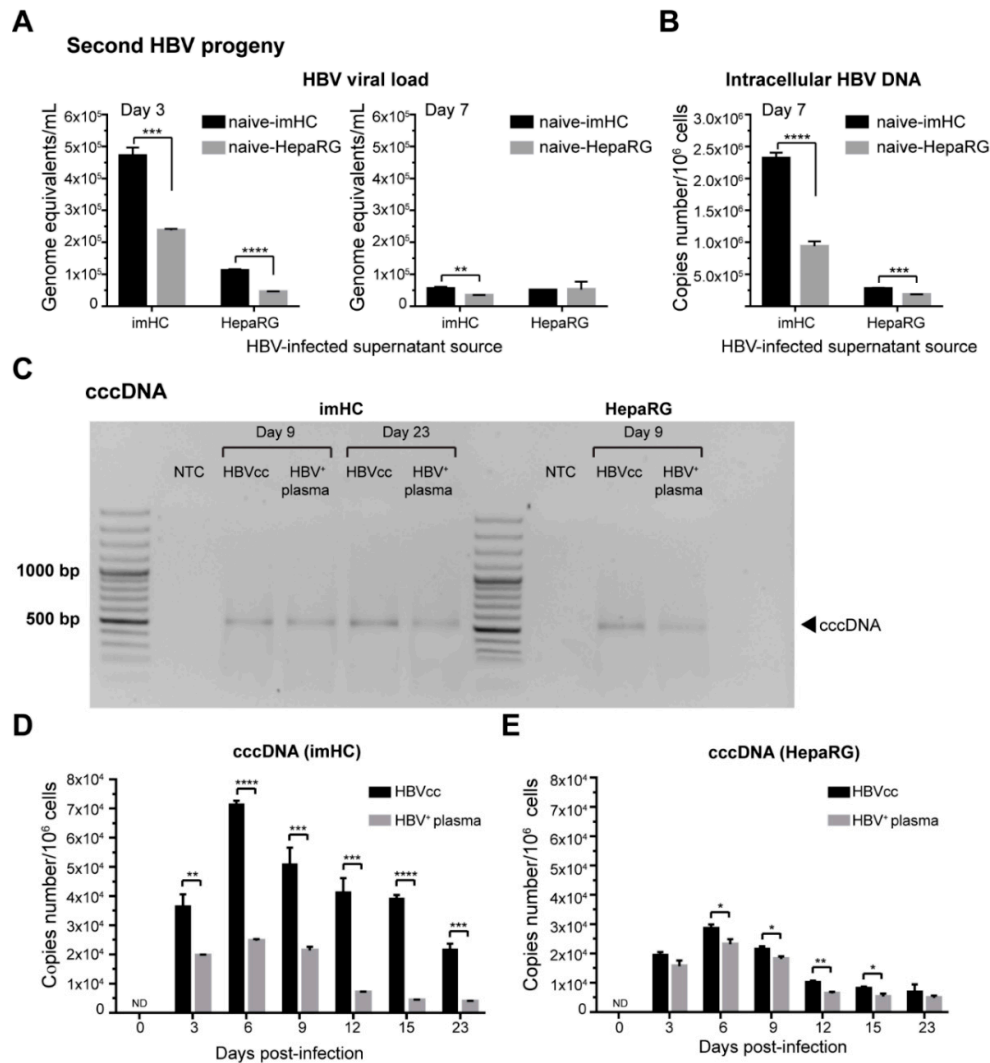 A
Second HBV progeny
HBV viral load
Day 3
naive-imHC
naive-HepaRG
***
****
6x10⁵
5x10⁵
4x10⁵
3x10⁵
2x10⁵
1x10⁵
0
Genome equivalents/mL
imHC
HepaRG
Day 7
naive-imHC
naive-HepaRG
**
6x10⁵
5x10⁵
4x10⁵
3x10⁵
2x10⁵
1x10⁵
0
Genome equivalents/mL
imHC
HepaRG
HBV-infected supernatant source
B
Intracellular HBV DNA
Day 7
naive-imHC
naive-HepaRG
****
***
3.0x10⁶
2.5x10⁶
2.0x10⁶
1.5x10⁶
1.0x10⁶
5.0x10⁵
0
Copies number/10⁶ cells
imHC
HepaRG
HBV-infected supernatant source
C
cccDNA
imHC
HepaRG
Day 9
Day 23
Day 9
NTC
HBVcc
HBV⁺ plasma
HBVcc
HBV⁺ plasma
NTC
HBVcc
HBV⁺ plasma
1000 bp
500 bp
cccDNA
D
cccDNA (imHC)
HBVcc
HBV⁺ plasma
**
****
***
***
****
***
8x10⁴
7x10⁴
6x10⁴
5x10⁴
4x10⁴
3x10⁴
2x10⁴
1x10⁴
0
Copies number/10⁶ cells
ND
0 3 6 9 12 15 23
Days post-infection
E
cccDNA (HepaRG)
HBVcc
HBV⁺ plasma
*
*
**
*
8x10⁴
7x10⁴
6x10⁴
5x10⁴
4x10⁴
3x10⁴
2x10⁴
1x10⁴
0
Copies number/10⁶ cells
ND
0 3 6 9 12 15 23
Days post-infection